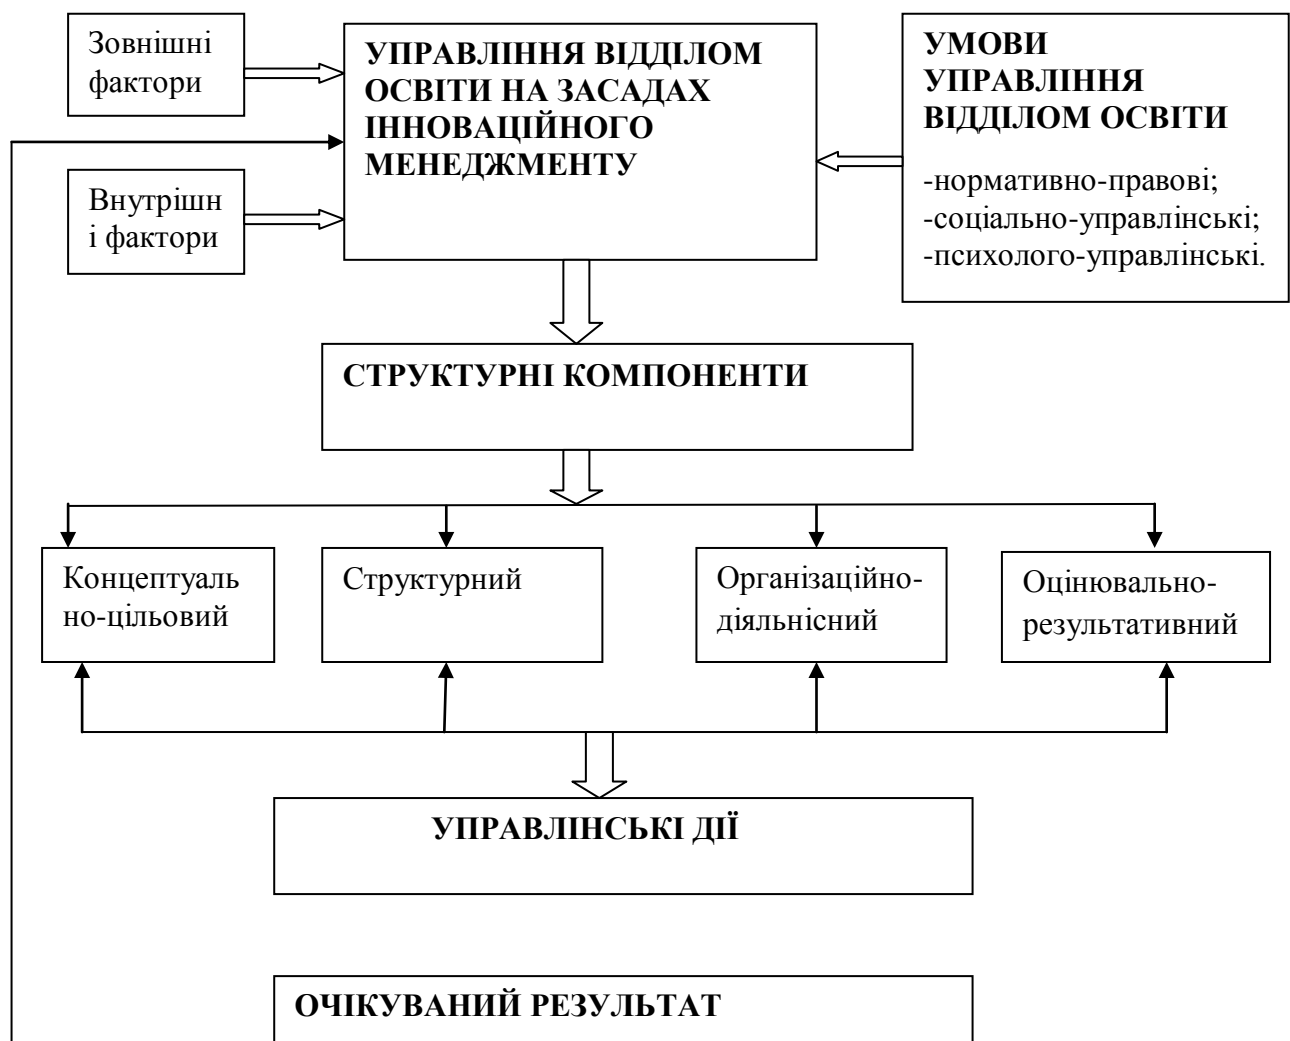 Зовнішні
фактори
УПРАВЛІННЯ ВІДДІЛОМ
ОСВІТИ НА ЗАСАДАХ
ІННОВАЦІЙНОГО
МЕНЕДЖМЕНТУ
УМОВИ
УПРАВЛІННЯ
ВІДДІЛОМ ОСВІТИ
-нормативно-правові;
-соціально-управлінські;
-психолого-управлінські.
Внутрішн
і фактори
СТРУКТУРНІ КОМПОНЕНТИ
Концептуаль
но-цільовий
Структурний
Організаційно-
діяльнісний
Оцінювально-
результативний
УПРАВЛІНСЬКІ ДІЇ
ОЧІКУВАНИЙ РЕЗУЛЬТАТ